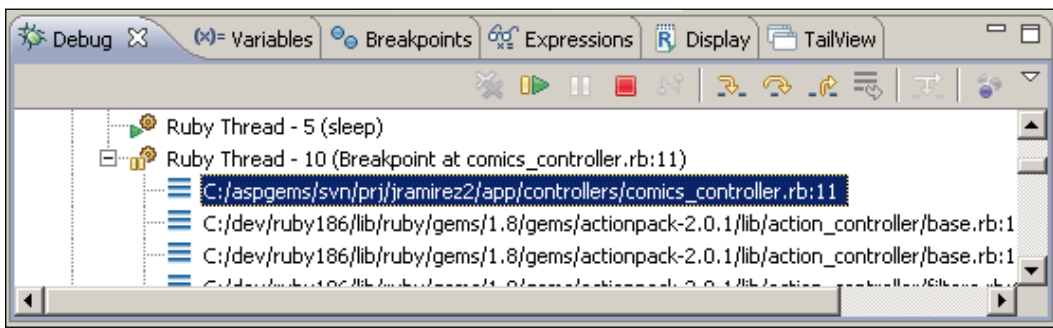 Debug (x)= Variables Breakpoints Expressions R Display TailView
Ruby Thread - 5 (sleep)
Ruby Thread - 10 (Breakpoint at comics_controller.rb:11)
C:/aspgems/svn/prj/jramirez2/app/controllers/comics_controller.rb:11
C:/dev/ruby186/lib/ruby/gems/1.8/gems/actionpack-2.0.1/lib/action_controller/base.rb:1
C:/dev/ruby186/lib/ruby/gems/1.8/gems/actionpack-2.0.1/lib/action_controller/base.rb:1